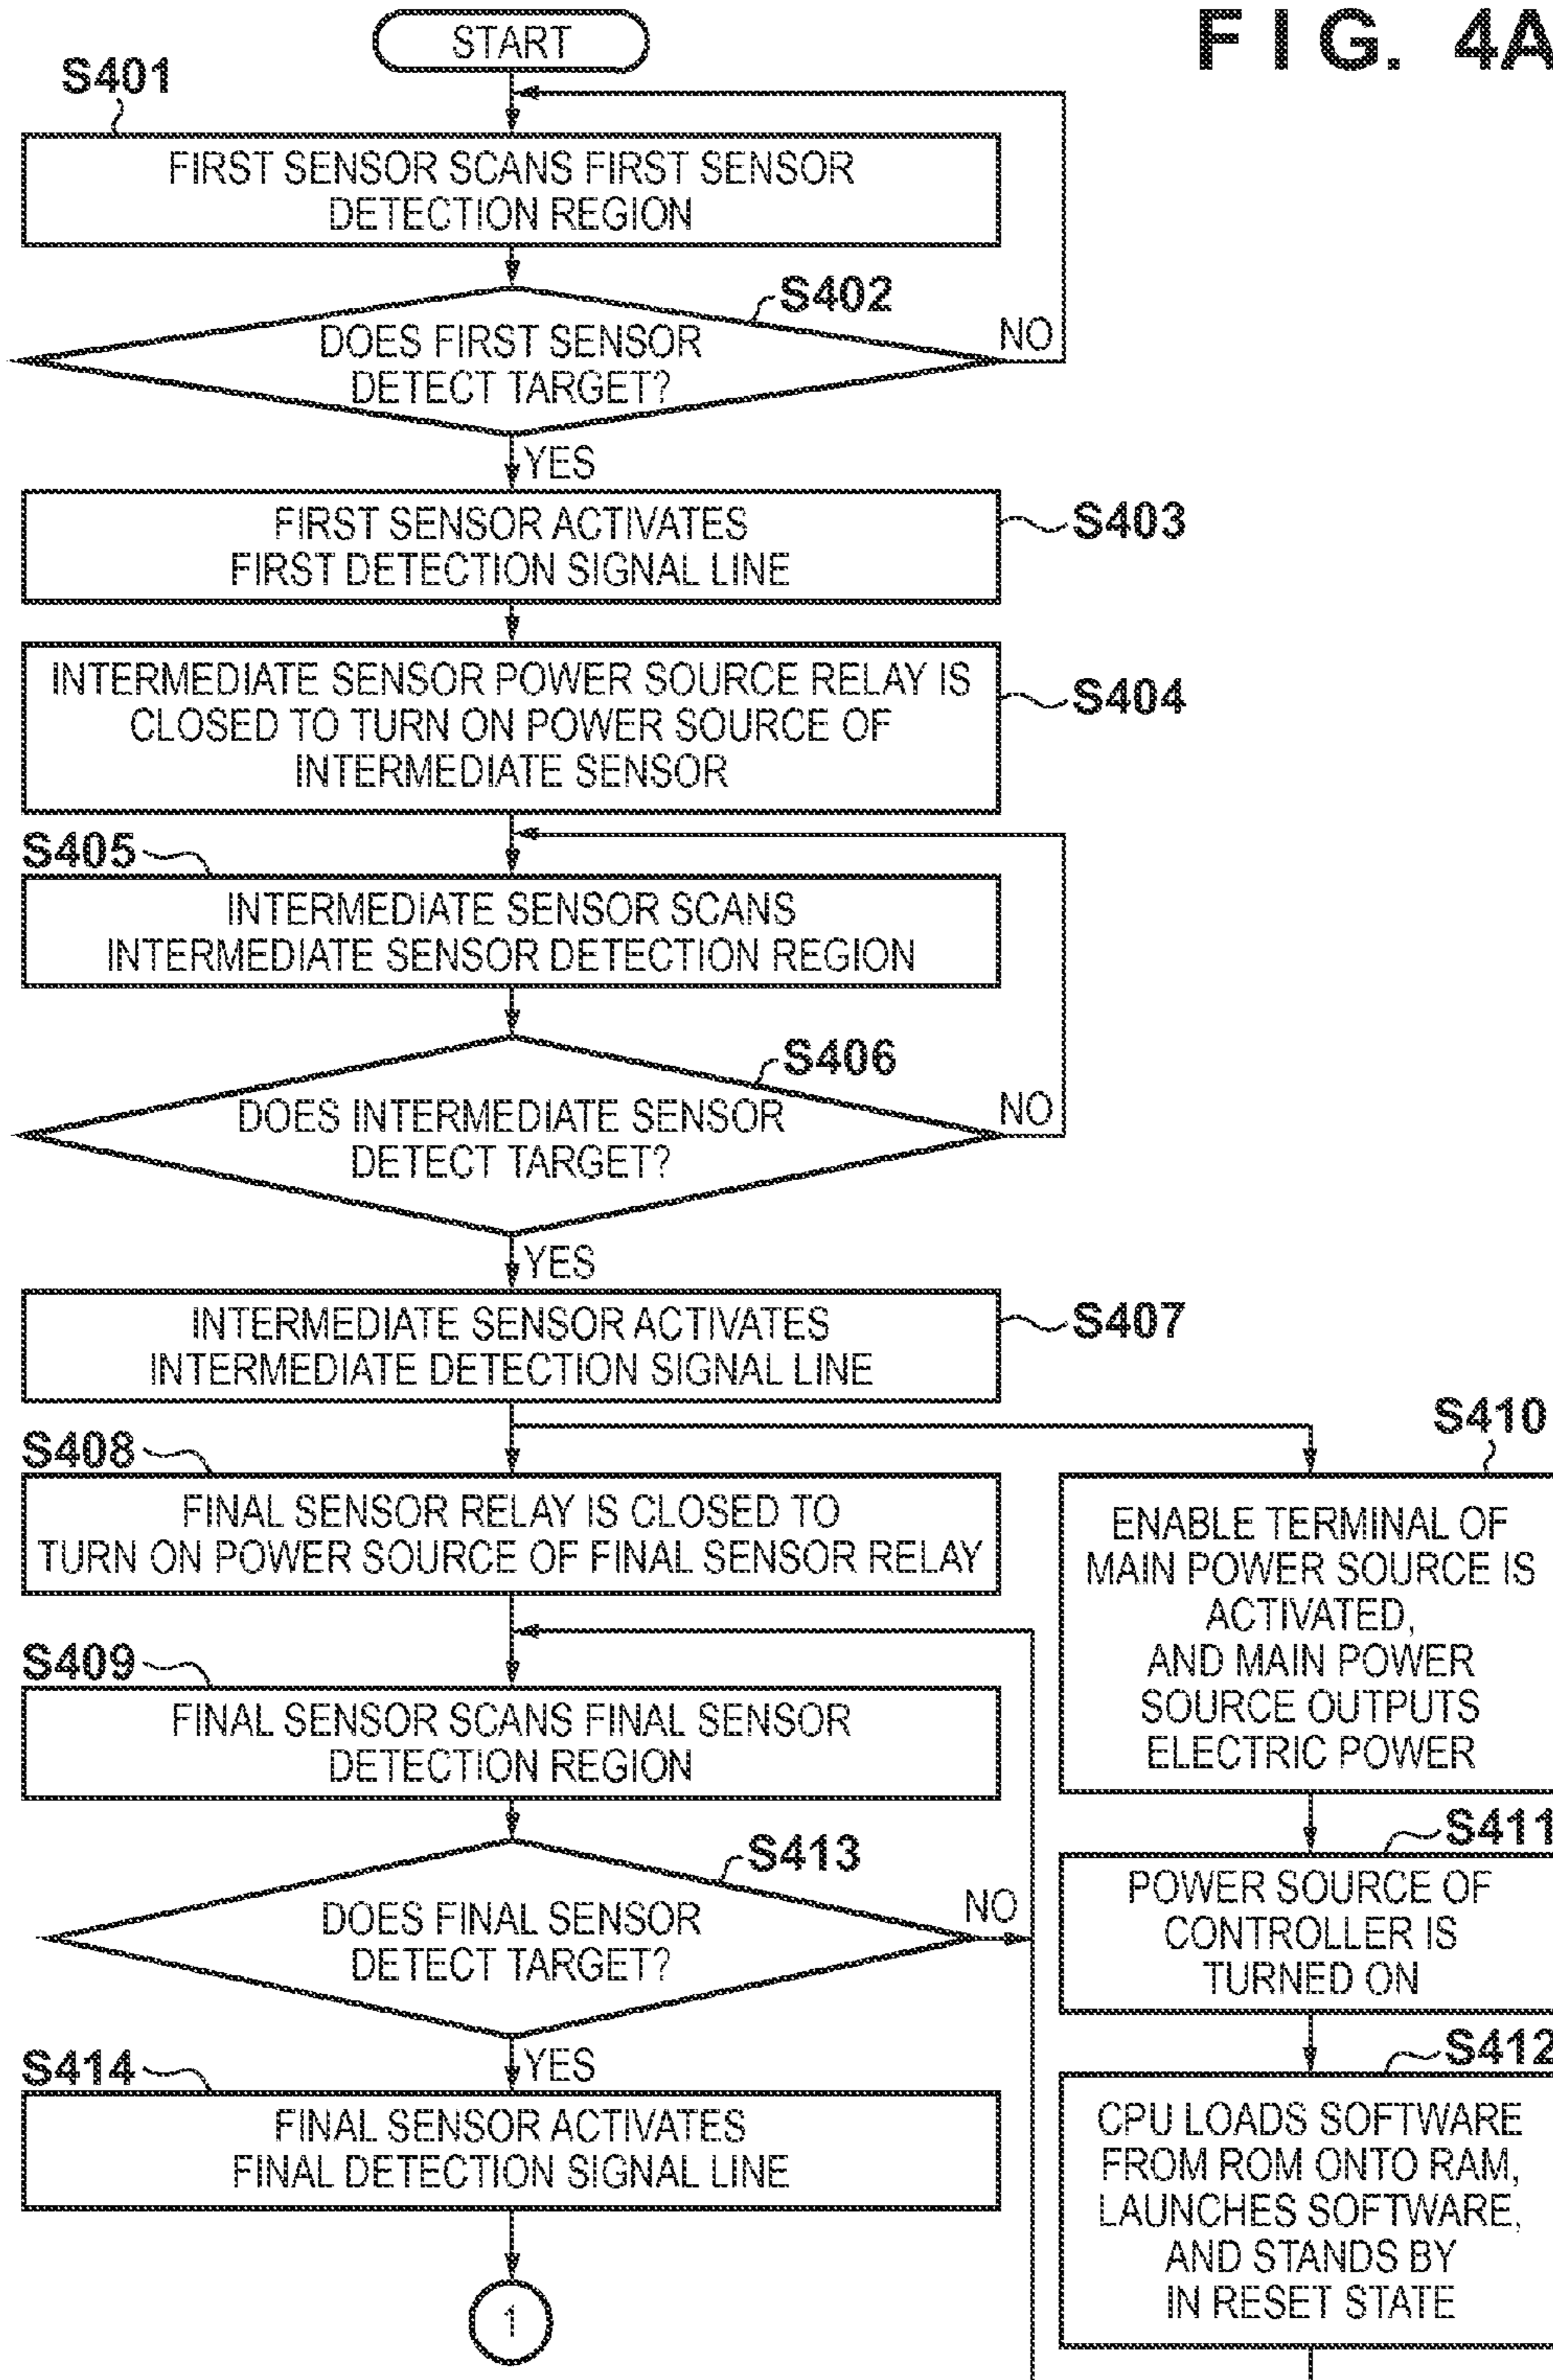 FIG. 4A
START
S401
FIRST SENSOR SCANS FIRST SENSOR
DETECTION REGION
S402
DOES FIRST SENSOR
DETECT TARGET?
NO
YES
FIRST SENSOR ACTIVATES
FIRST DETECTION SIGNAL LINE
S403
INTERMEDIATE SENSOR POWER SOURCE RELAY IS
CLOSED TO TURN ON POWER SOURCE OF
INTERMEDIATE SENSOR
S404
S405
INTERMEDIATE SENSOR SCANS
INTERMEDIATE SENSOR DETECTION REGION
S406
DOES INTERMEDIATE SENSOR
DETECT TARGET?
NO
YES
INTERMEDIATE SENSOR ACTIVATES
INTERMEDIATE DETECTION SIGNAL LINE
S407
S408
FINAL SENSOR RELAY IS CLOSED TO
TURN ON POWER SOURCE OF FINAL SENSOR RELAY
S409
FINAL SENSOR SCANS FINAL SENSOR
DETECTION REGION
S413
DOES FINAL SENSOR
DETECT TARGET?
NO
YES
S414
FINAL SENSOR ACTIVATES
FINAL DETECTION SIGNAL LINE
1
S410
ENABLE TERMINAL OF
MAIN POWER SOURCE IS
ACTIVATED,
AND MAIN POWER
SOURCE OUTPUTS
ELECTRIC POWER
S411
POWER SOURCE OF
CONTROLLER IS
TURNED ON
S412
CPU LOADS SOFTWARE
FROM ROM ONTO RAM,
LAUNCHES SOFTWARE,
AND STANDS BY
IN RESET STATE